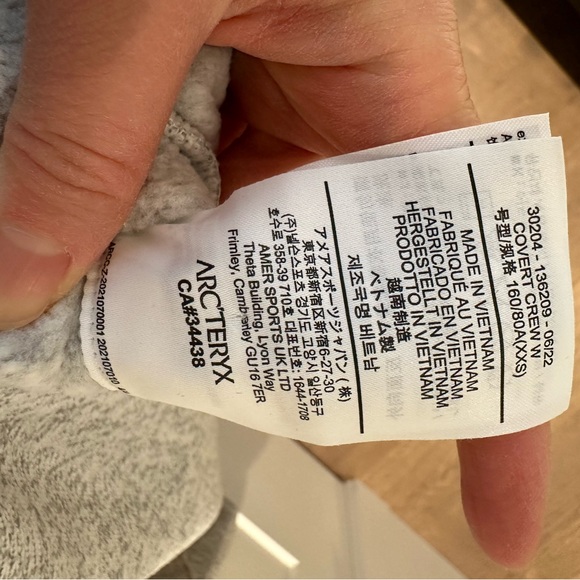 30204 - 136209 - 06/22
COVERT CREW W
号型/规格 160/80A(XXS)
MADE IN VIETNAM
FABRIQUÉ AU VIETNAM
FABRICADO EN VIETNAM
HERGESTELLT IN VIETNAM
PRODOTTO IN VIETNAM
越南制造
ベトナム製
제조국명 베트남
アメアスポーツジャパン (株)
東京都新宿区新宿6-27-30
(주)넬슨스포츠 경기도 고양시 일산동구
호수로 358-39 710호 대표번호: 1644-1708
AMER SPORTS UK LTD
Theta Building, Lyon Way
Frimley, Camberley GU16 7ER
ARC'TERYX
CA#34438